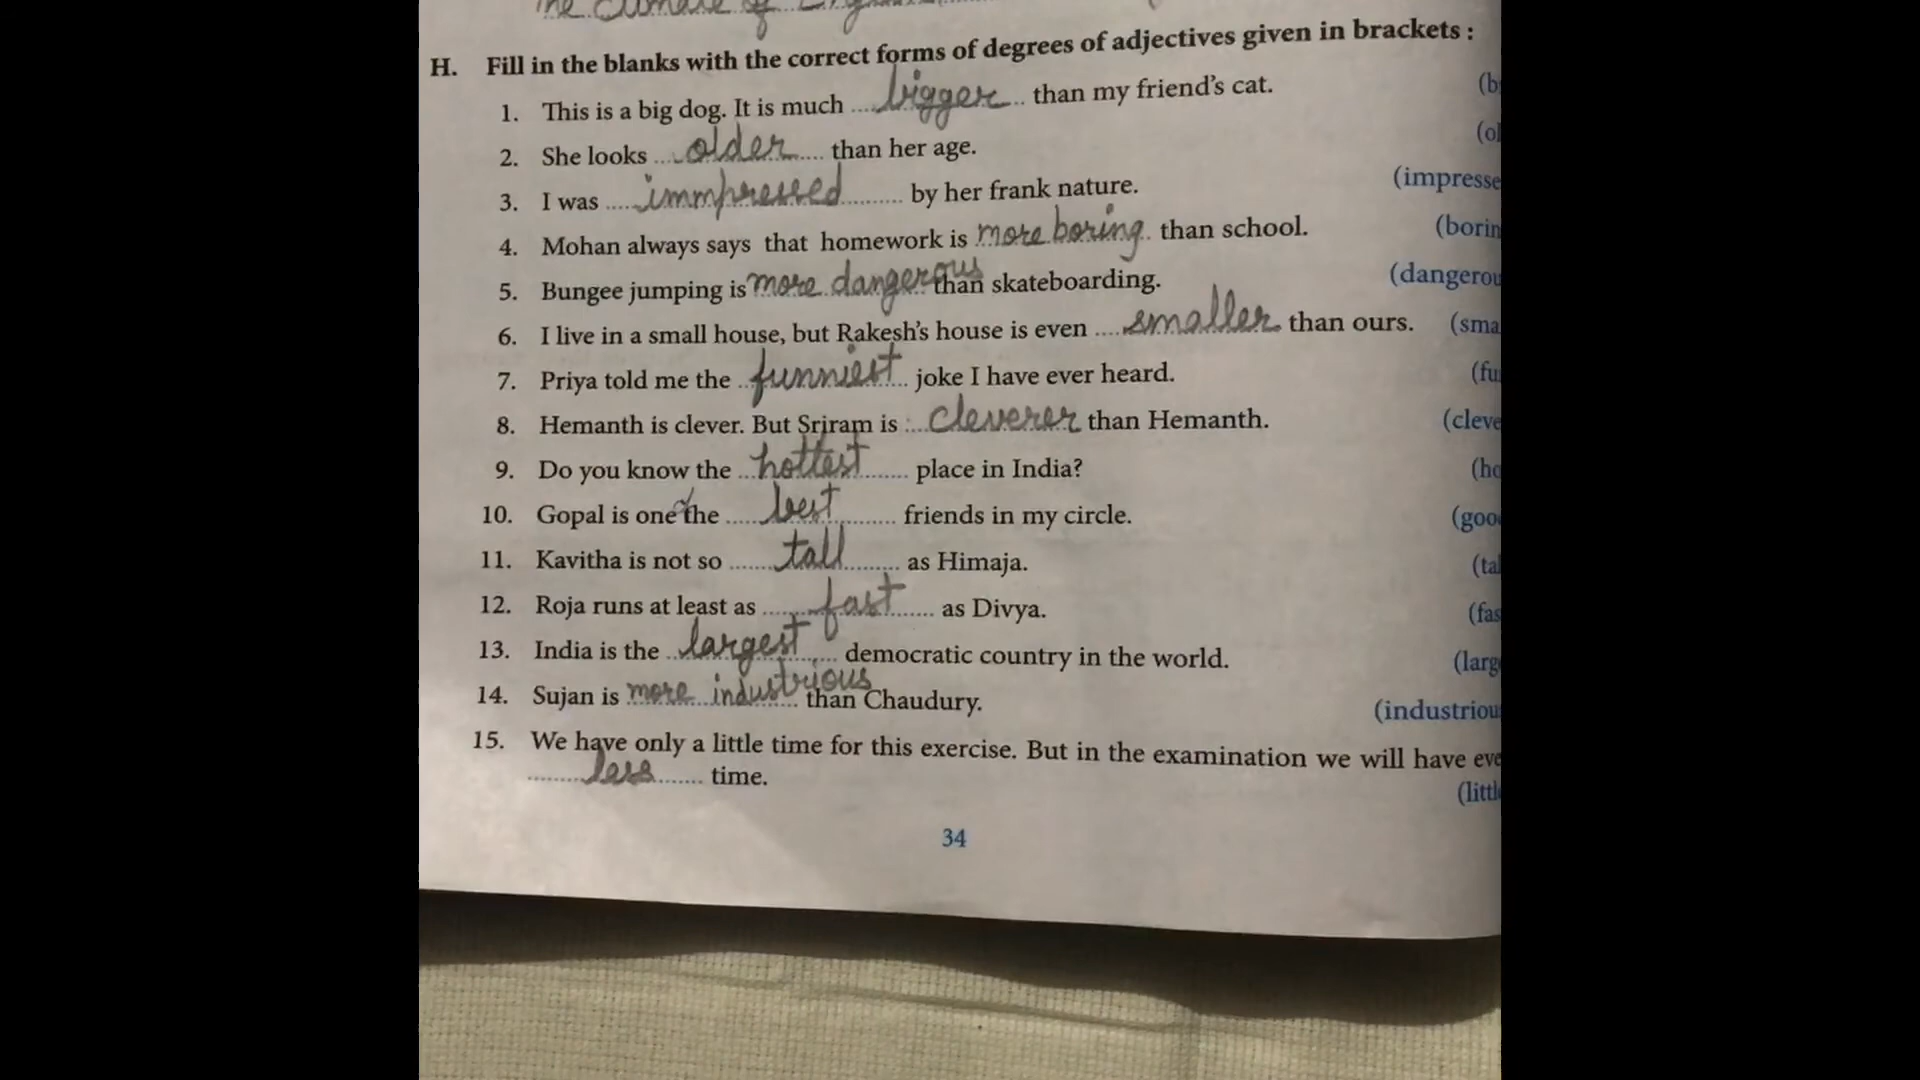 The climate of
H. Fill in the blanks with the correct forms of degrees of adjectives given in brackets :
1. This is a big dog. It is much ...bigger... than my friend's cat. (b
2. She looks ...older... than her age. (ol
3. I was ...immpressed... by her frank nature. (impresse
4. Mohan always says that homework is more boring than school. (borin
5. Bungee jumping is more dangerous than skateboarding. (dangerou
6. I live in a small house, but Rakesh's house is even ...smaller than ours. (sma
7. Priya told me the ...funniest... joke I have ever heard. (fu
8. Hemanth is clever. But Sriram is ...cleverer than Hemanth. (cleve
9. Do you know the ...hottest... place in India? (ho
10. Gopal is one of the ...best... friends in my circle. (goo
11. Kavitha is not so ...tall... as Himaja. (tal
12. Roja runs at least as ...fast... as Divya. (fas
13. India is the ...largest... democratic country in the world. (larg
14. Sujan is more industrious than Chaudury. (industriou
15. We have only a little time for this exercise. But in the examination we will have eve
...less... time. (littl
34